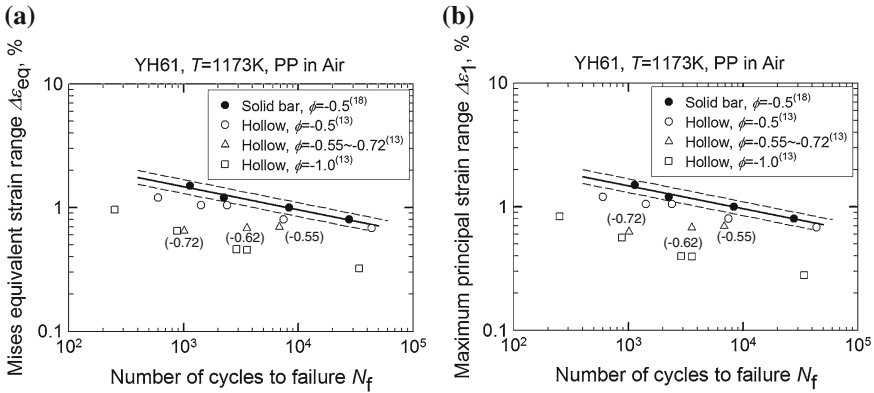 (a)
YH61, T=1173K, PP in Air
Mises equivalent strain range Δεeq, %
10
1
0.1
Solid bar, ϕ=-0.5(18)
Hollow, ϕ=-0.5(13)
Hollow, ϕ=-0.55~-0.72(13)
Hollow, ϕ=-1.0(13)
(-0.72)
(-0.62)
(-0.55)
10² 10³ 10⁴ 10⁵
Number of cycles to failure Nf
(b)
YH61, T=1173K, PP in Air
Maximum principal strain range Δε1, %
10
1
0.1
Solid bar, ϕ=-0.5(18)
Hollow, ϕ=-0.5(13)
Hollow, ϕ=-0.55~-0.72(13)
Hollow, ϕ=-1.0(13)
(-0.72)
(-0.62)
(-0.55)
10² 10³ 10⁴ 10⁵
Number of cycles to failure Nf